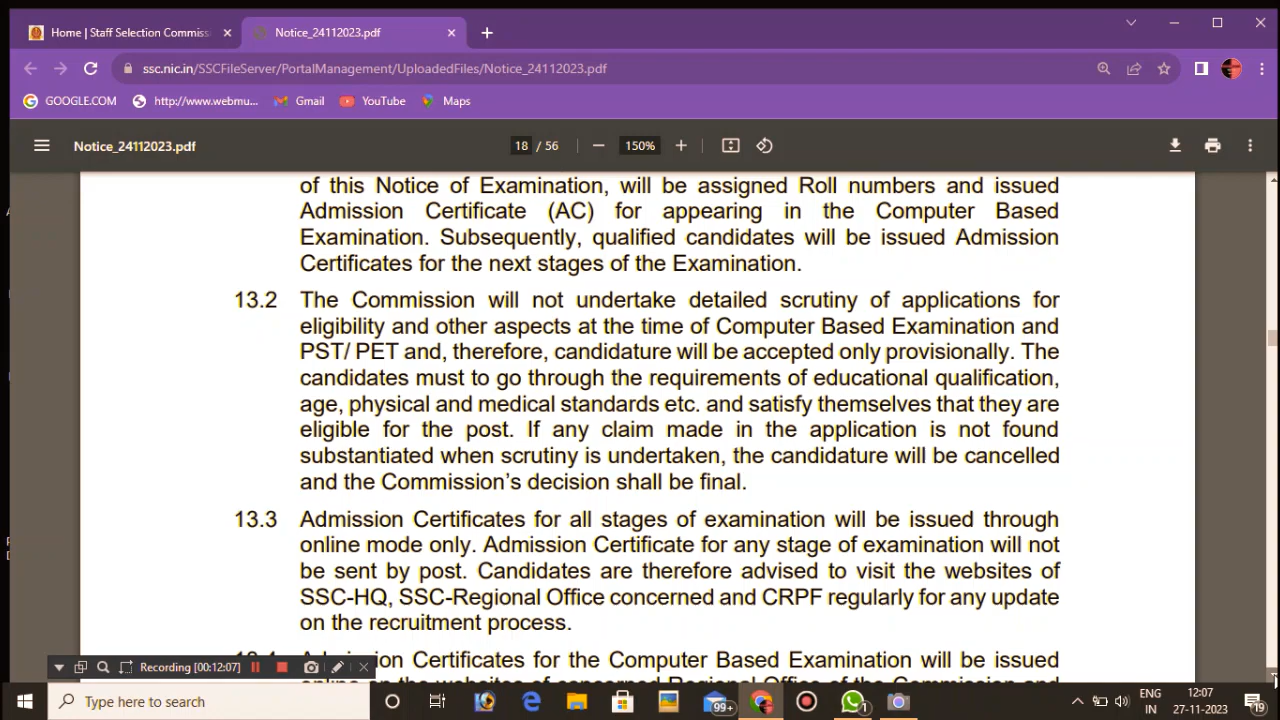 Home | Staff Selection Commiss
Notice_24112023.pdf
ssc.nic.in/SSCFileServer/PortalManagement/UploadedFiles/Notice_24112023.pdf
GOOGLE.COM http://www.webmu... Gmail YouTube Maps
Notice_24112023.pdf 18 / 56 150%
of this Notice of Examination, will be assigned Roll numbers and issued
Admission Certificate (AC) for appearing in the Computer Based
Examination. Subsequently, qualified candidates will be issued Admission
Certificates for the next stages of the Examination.
13.2 The Commission will not undertake detailed scrutiny of applications for
eligibility and other aspects at the time of Computer Based Examination and
PST/ PET and, therefore, candidature will be accepted only provisionally. The
candidates must to go through the requirements of educational qualification,
age, physical and medical standards etc. and satisfy themselves that they are
eligible for the post. If any claim made in the application is not found
substantiated when scrutiny is undertaken, the candidature will be cancelled
and the Commission's decision shall be final.
13.3 Admission Certificates for all stages of examination will be issued through
online mode only. Admission Certificate for any stage of examination will not
be sent by post. Candidates are therefore advised to visit the websites of
SSC-HQ, SSC-Regional Office concerned and CRPF regularly for any update
on the recruitment process.
Certificates for the Computer Based Examination will be issued
Recording [00:12:07]
Type here to search
99+
1
ENG
IN
12:07
27-11-2023
19